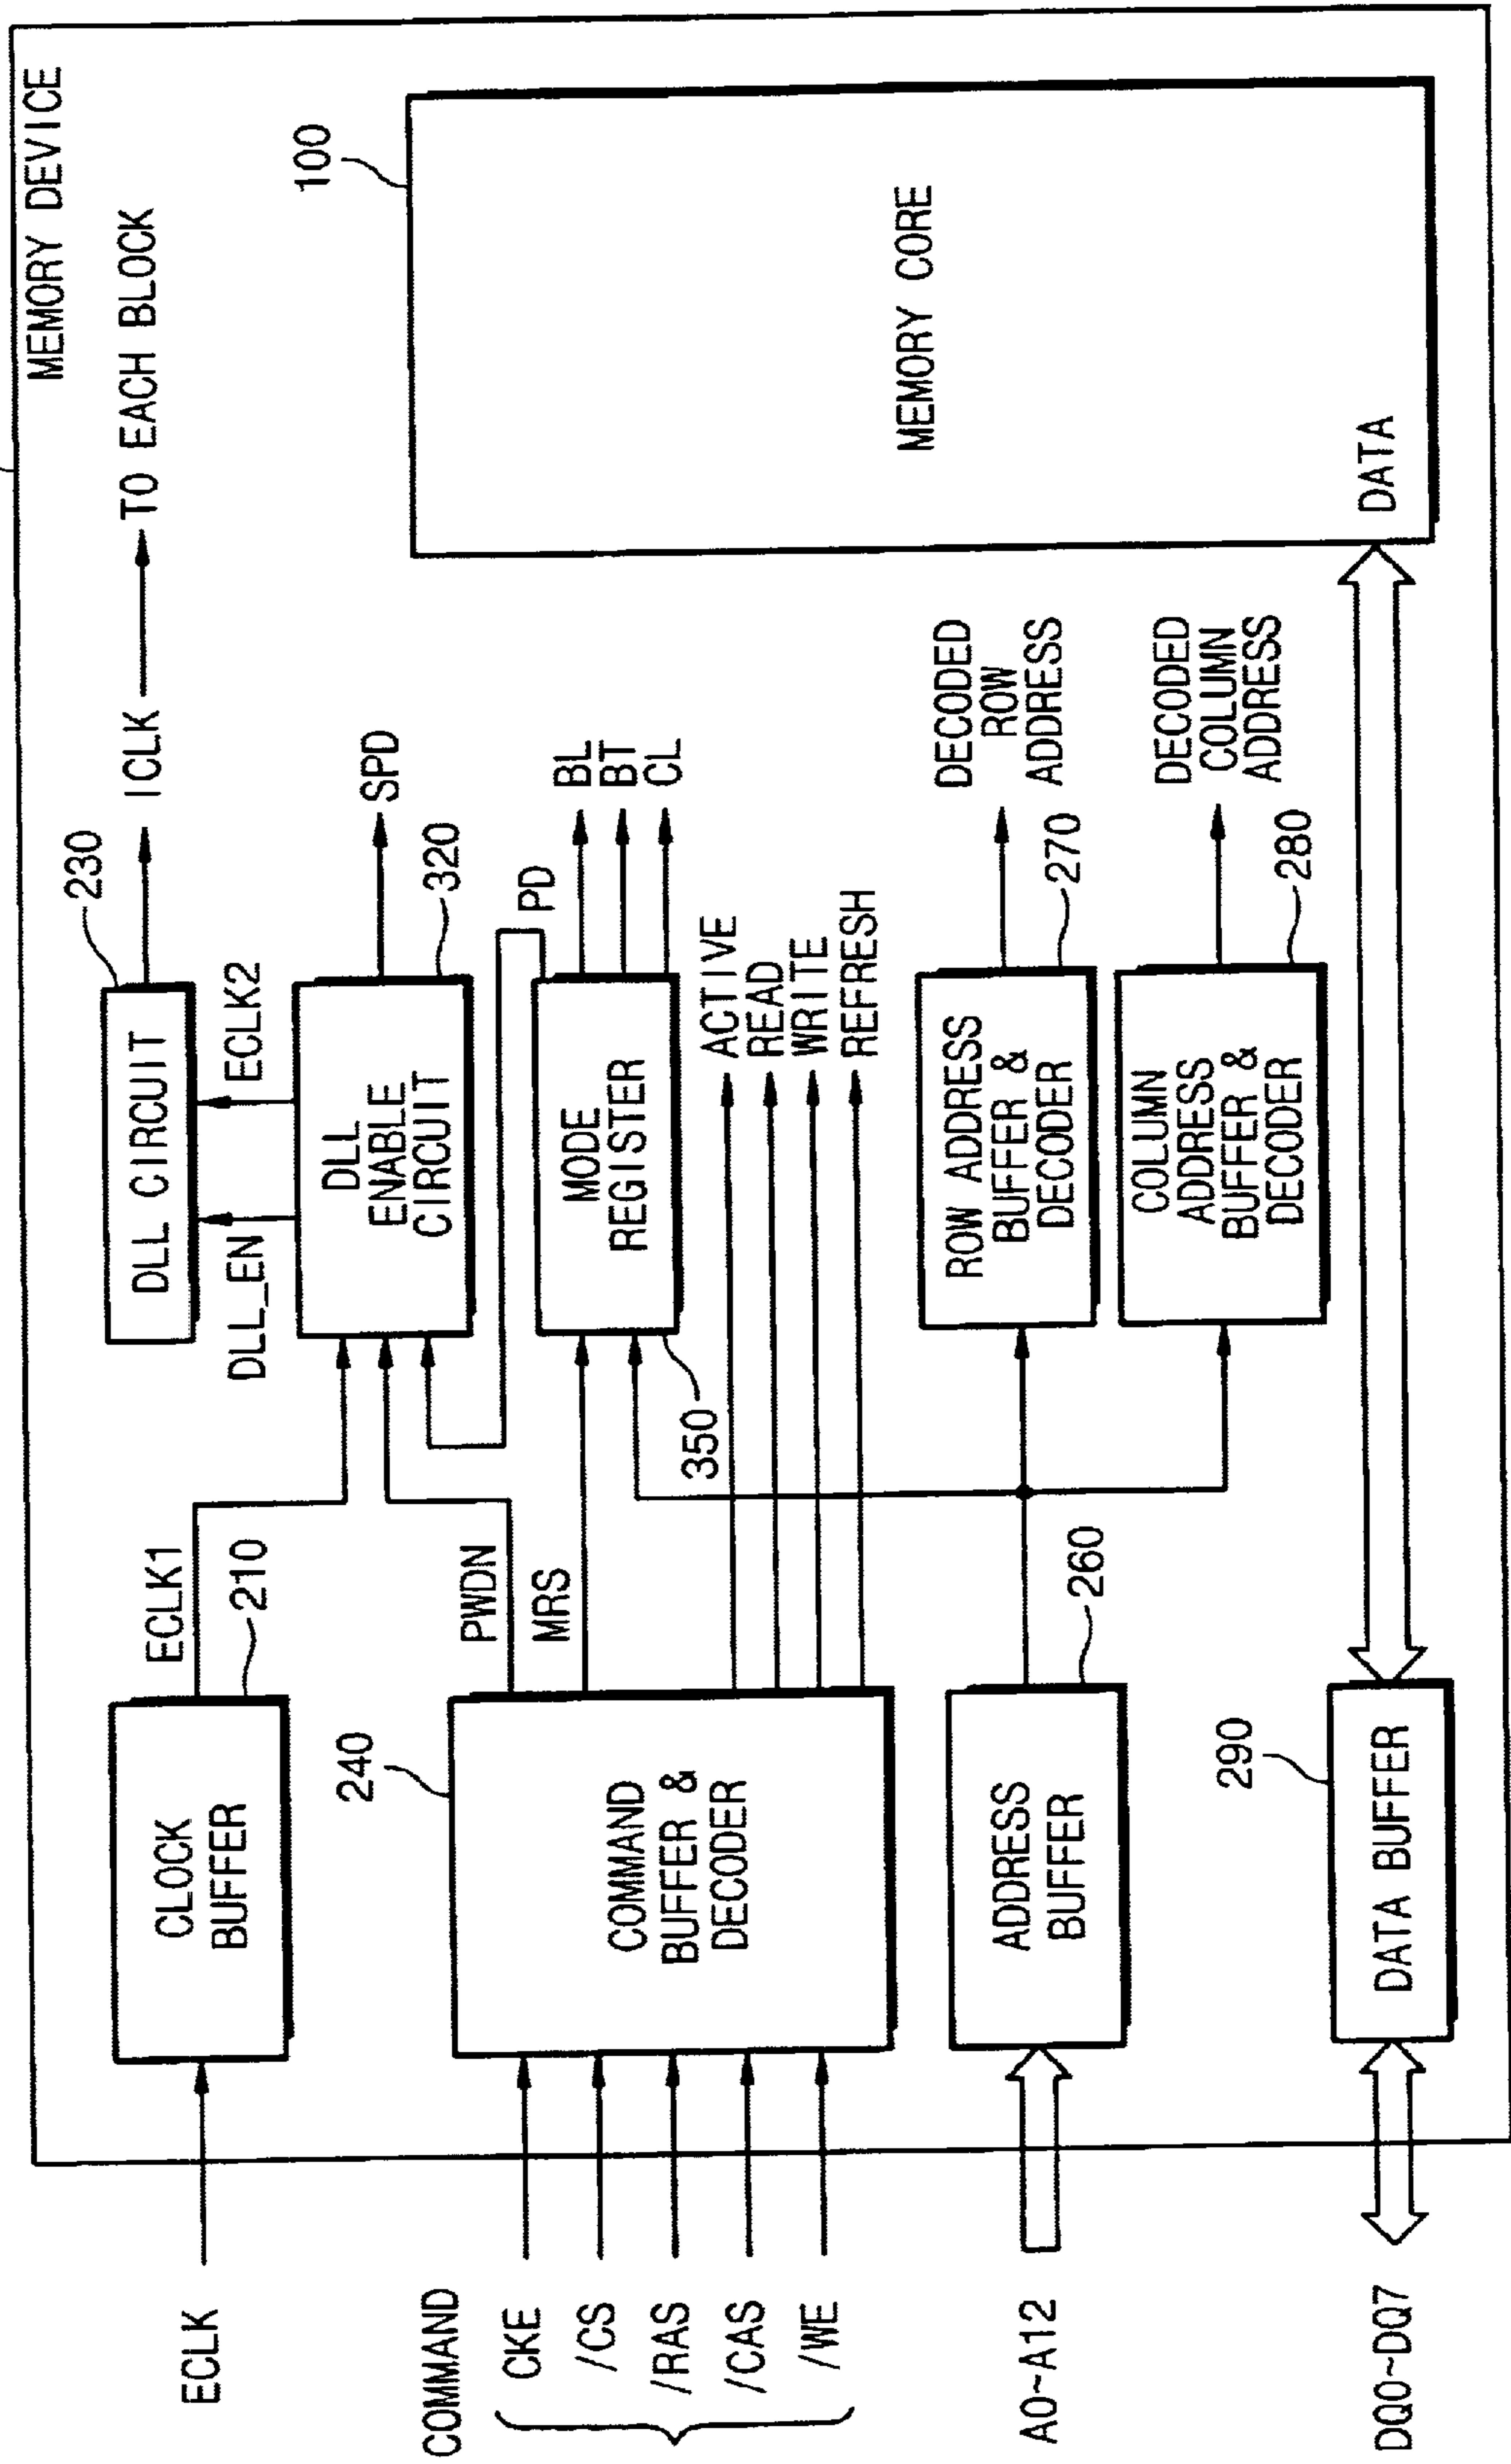 MEMORY DEVICE
ECLK
CLOCK
BUFFER
210
ECLK1
DLL CIRCUIT
230
ICLK
TO EACH BLOCK
DLL_EN
ECLK2
DLL
ENABLE
CIRCUIT
320
SPD
COMMAND
CKE
/CS
/RAS
/CAS
/WE
240
COMMAND
BUFFER &
DECODER
PWDN
MRS
MODE
REGISTER
350
PD
BL
BT
CL
ACTIVE
READ
WRITE
REFRESH
100
MEMORY CORE
DATA
A0~A12
ADDRESS
BUFFER
260
ROW ADDRESS
BUFFER &
DECODER
270
DECODED
ROW
ADDRESS
COLUMN
ADDRESS
BUFFER &
DECODER
280
DECODED
COLUMN
ADDRESS
DQ0~DQ7
DATA BUFFER
290